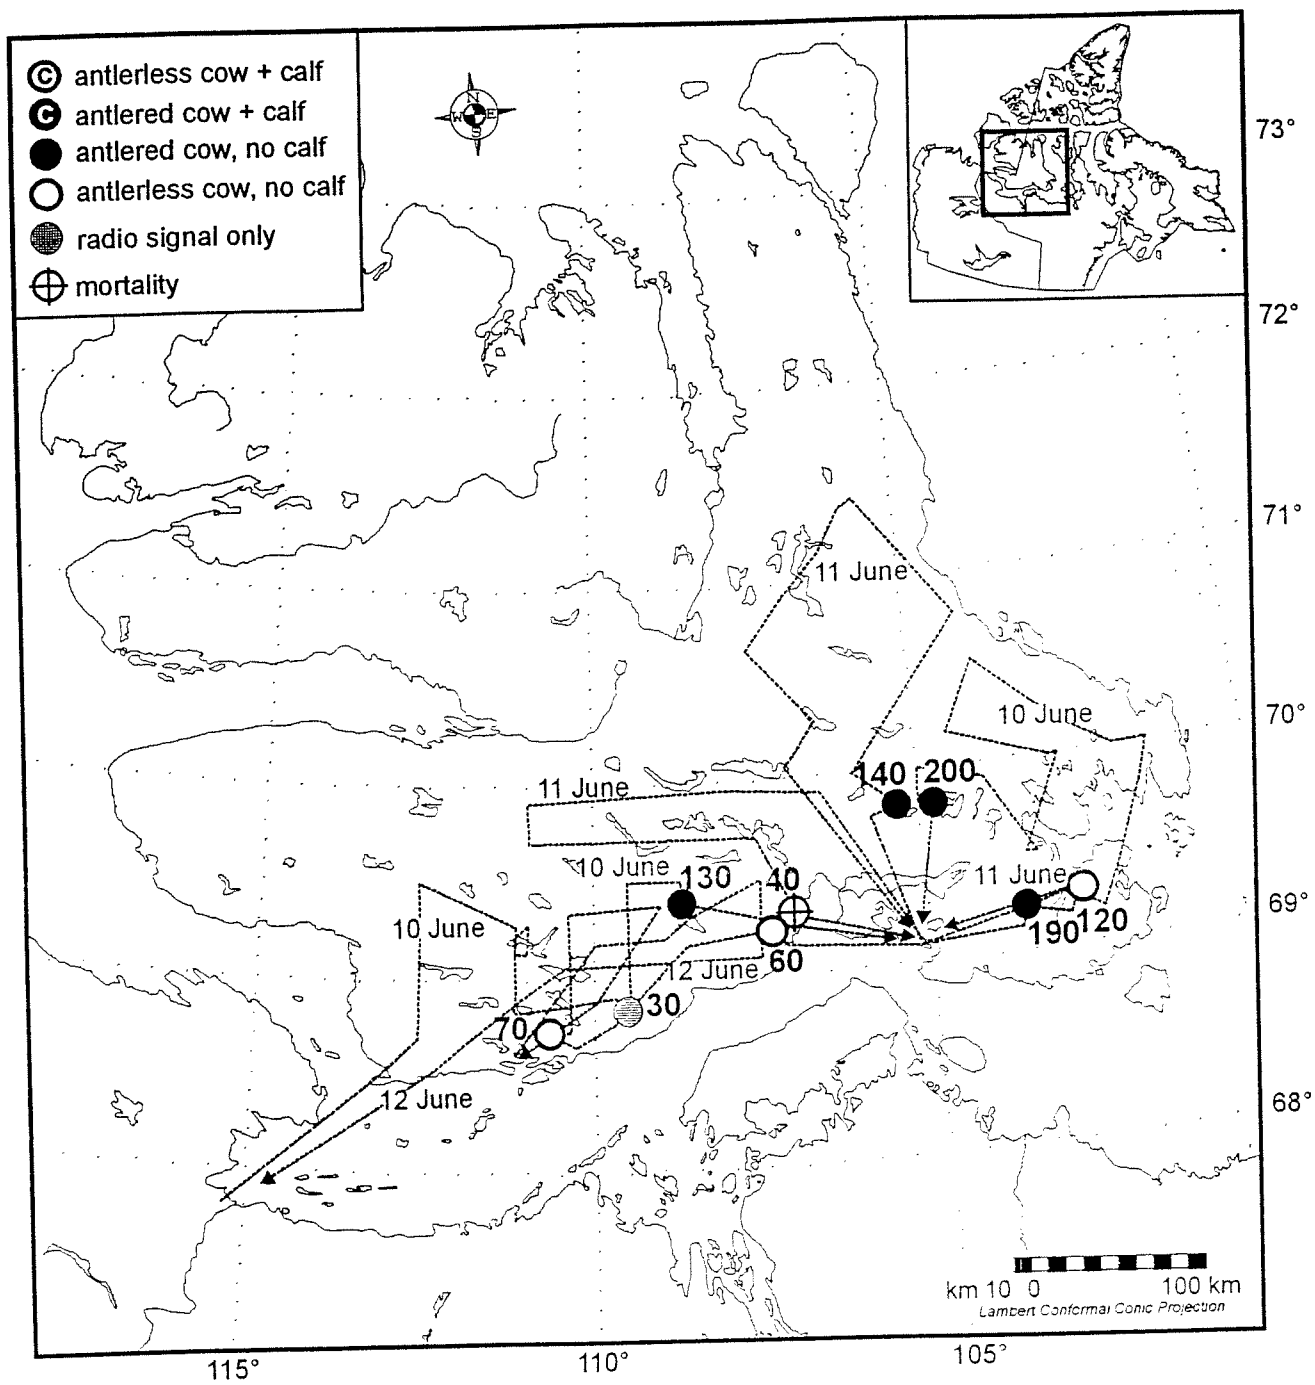 C antlerless cow + calf
C antlered cow + calf
antlered cow, no calf
antlerless cow, no calf
radio signal only
mortality
N
W E
S
73°
72°
71°
70°
69°
68°
11 June
10 June
140 200
11 June
10 June
130 40
11 June
10 June
190 120
60
12 June
30
70
12 June
km 10 0 100 km
Lambert Conformal Conic Projection
115° 110° 105°